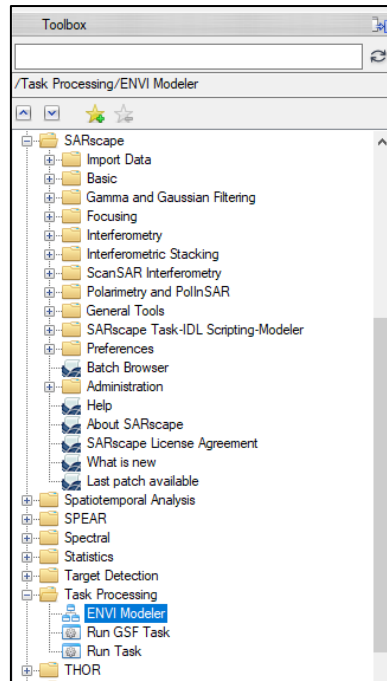 Toolbox
/Task Processing/ENVI Modeler
SARscape
Import Data
Basic
Gamma and Gaussian Filtering
Focusing
Interferometry
Interferometric Stacking
ScanSAR Interferometry
Polarimetry and PolInSAR
General Tools
SARscape Task-IDL Scripting-Modeler
Preferences
Batch Browser
Administration
Help
About SARscape
SARscape License Agreement
What is new
Last patch available
Spatiotemporal Analysis
SPEAR
Spectral
Statistics
Target Detection
Task Processing
ENVI Modeler
Run GSF Task
Run Task
THOR